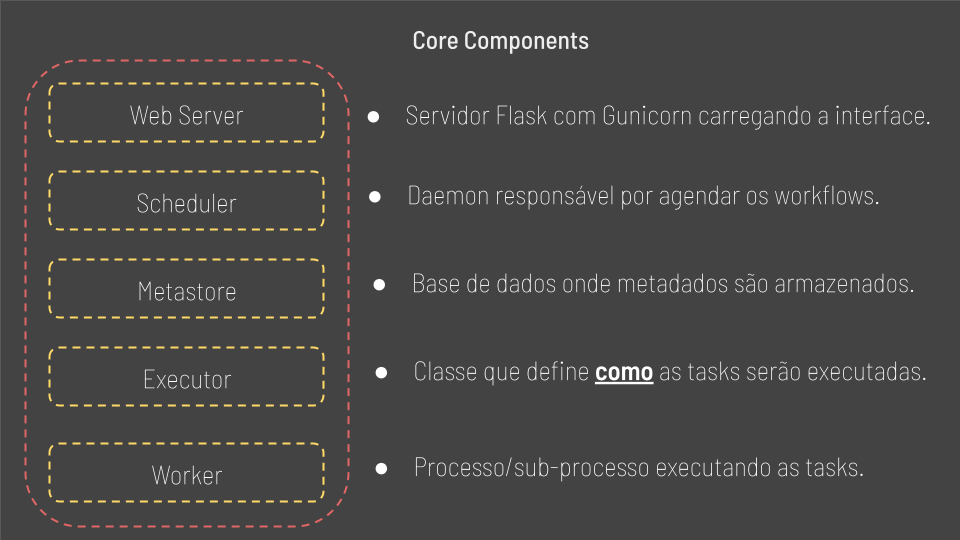 Core Components
Web Server
● Servidor Flask com Gunicorn carregando a interface.
Scheduler
● Daemon responsável por agendar os workflows.
Metastore
● Base de dados onde metadados são armazenados.
Executor
● Classe que define como as tasks serão executadas.
Worker
● Processo/sub-processo executando as tasks.